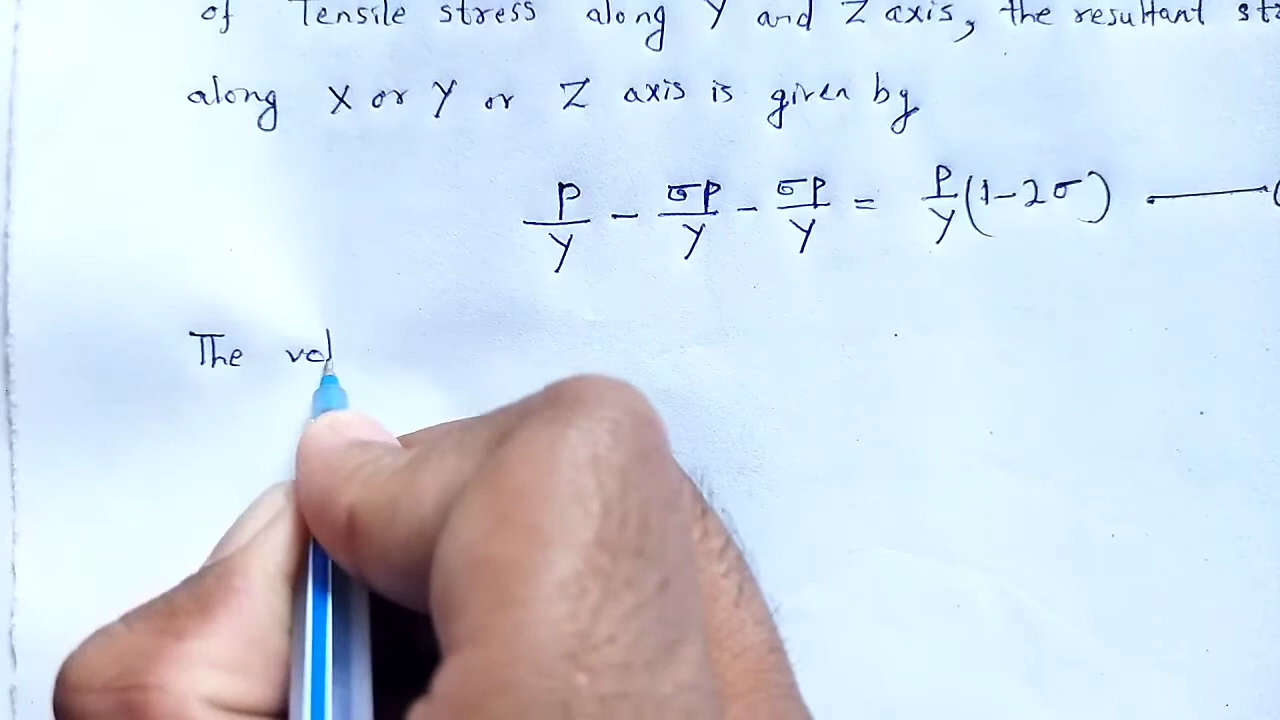 of Tensile stress along Y and Z axis, the resultant
along X or Y or Z axis is given by
P/Y - σP/Y - σP/Y = P/Y (1-2σ) —— (
The vol